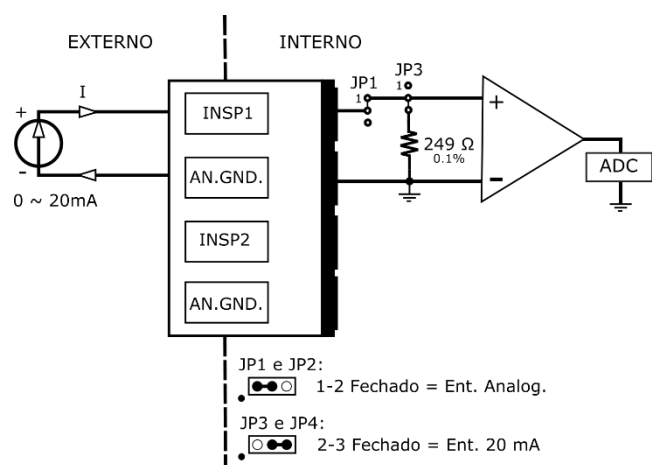 EXTERNO
INTERNO
I
JP1
1
JP3
1
+
-
0 ~ 20mA
INSP1
AN.GND.
INSP2
AN.GND.
249 Ω
0.1%
+
-
ADC
JP1 e JP2:
1-2 Fechado = Ent. Analog.
JP3 e JP4:
2-3 Fechado = Ent. 20 mA